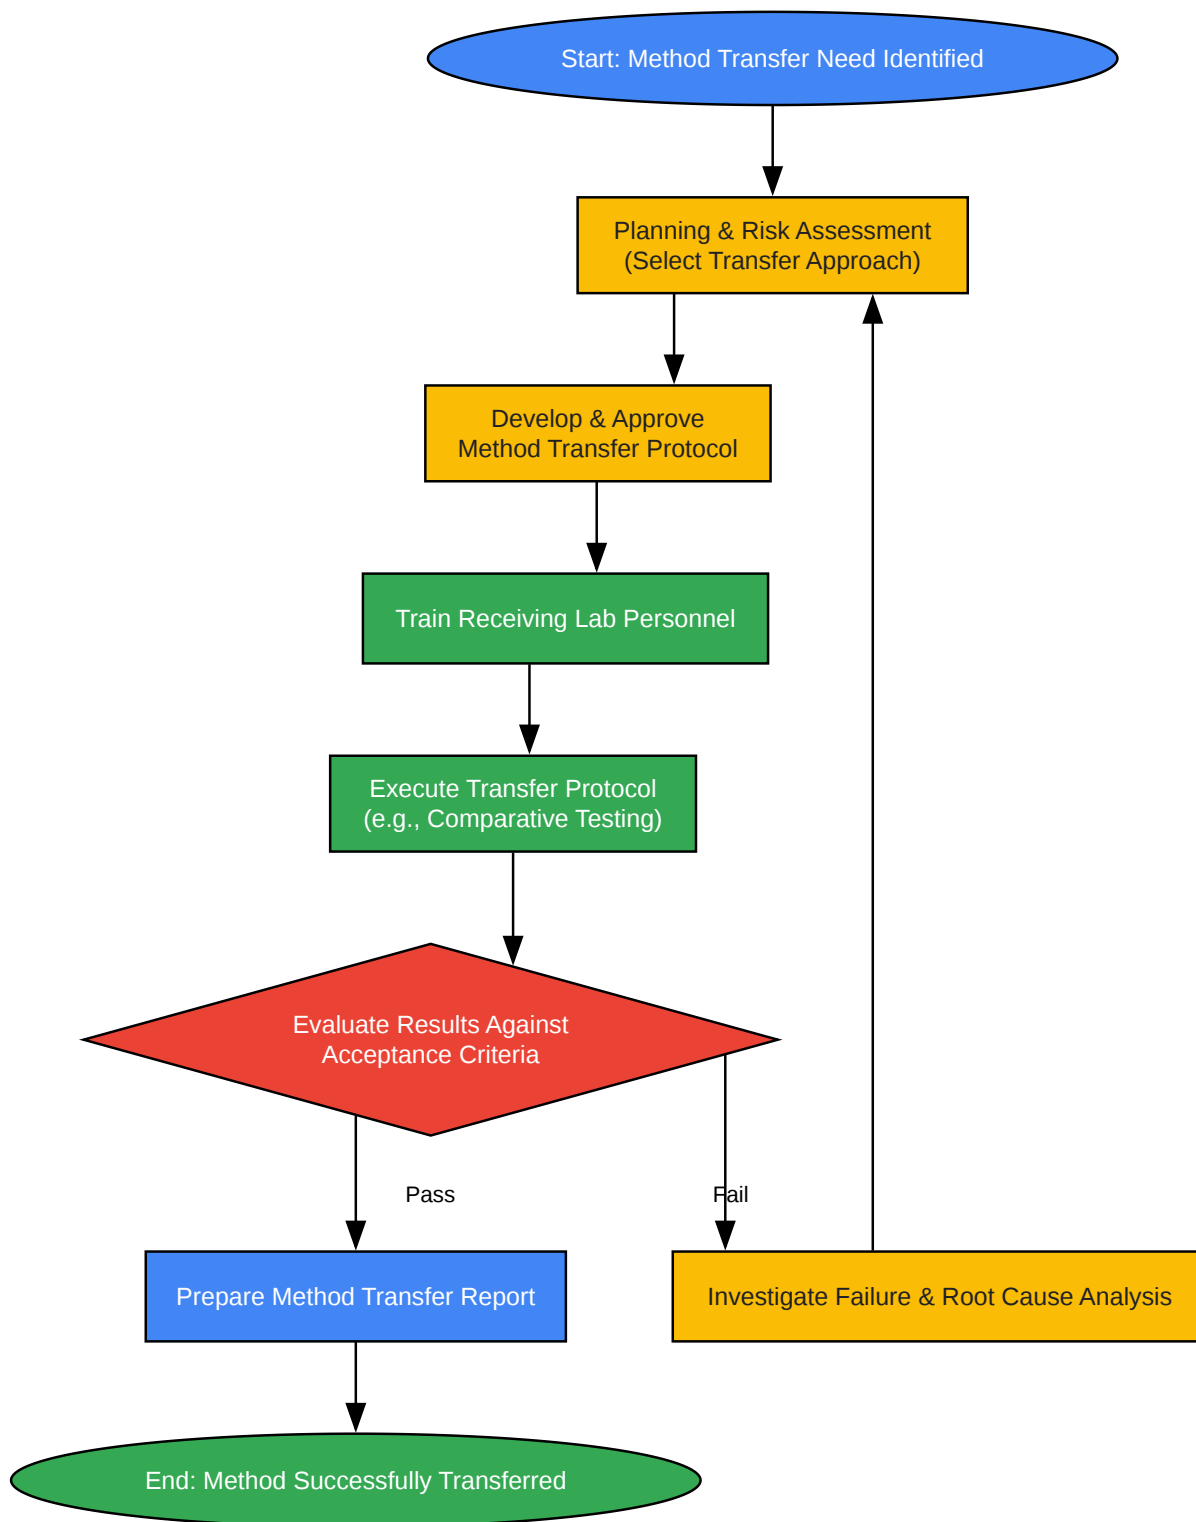 Start: Method Transfer Need Identified
Planning & Risk Assessment
(Select Transfer Approach)
Develop & Approve
Method Transfer Protocol
Train Receiving Lab Personnel
Execute Transfer Protocol
(e.g., Comparative Testing)
Evaluate Results Against
Acceptance Criteria
Pass
Fail
Prepare Method Transfer Report
Investigate Failure & Root Cause Analysis
End: Method Successfully Transferred